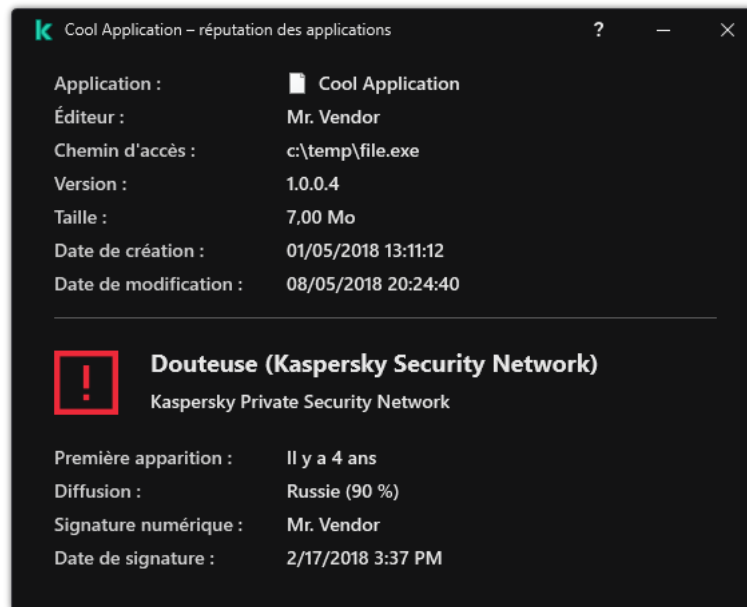 Cool Application – réputation des applications ?
Application : Cool Application
Éditeur : Mr. Vendor
Chemin d'accès : c:\temp\file.exe
Version : 1.0.0.4
Taille : 7,00 Mo
Date de création : 01/05/2018 13:11:12
Date de modification : 08/05/2018 20:24:40
Douteuse (Kaspersky Security Network)
Kaspersky Private Security Network
Première apparition : Il y a 4 ans
Diffusion : Russie (90 %)
Signature numérique : Mr. Vendor
Date de signature : 2/17/2018 3:37 PM